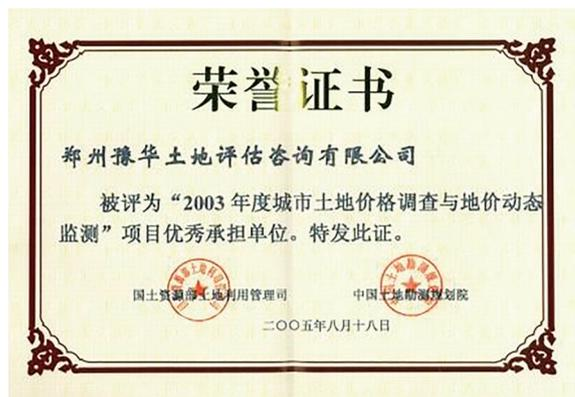 荣誉证书
郑州豫华土地评估咨询有限公司
被评为“2003 年度城市土地价格调查与地价动态
监测”项目优秀承担单位。特发此证。
国土资源部土地利用管理司 中国土地勘测规划院
二〇〇五年八月十八日